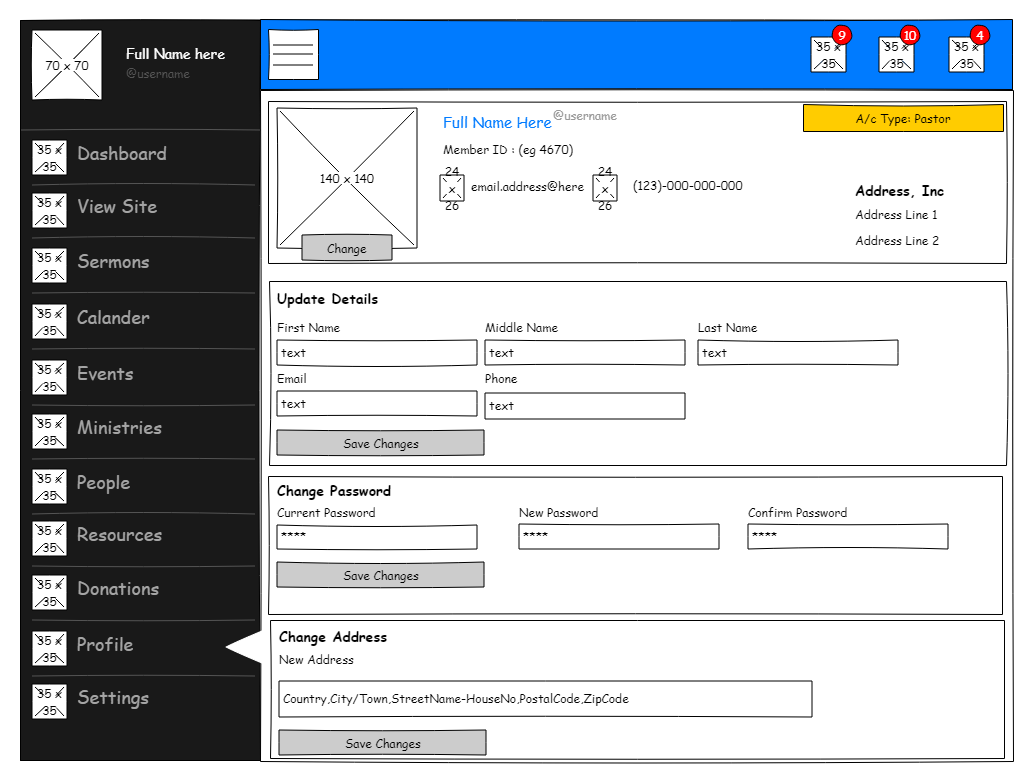 70 x 70
Full Name here
@username
35 x
35
Dashboard
35 x
35
View Site
35 x
35
Sermons
35 x
35
Calander
35 x
35
Events
35 x
35
Ministries
35 x
35
People
35 x
35
Resources
35 x
35
Donations
35 x
35
Profile
35 x
35
Settings
9
35 x
35
10
35 x
35
4
35 x
35
140 x 140
Change
Full Name Here @username
Member ID : (eg 4670)
24
x
26
email.address@here
24
x
26
(123)-000-000-000
A/c Type: Pastor
Address, Inc
Address Line 1
Address Line 2
Update Details
First Name Middle Name Last Name
text text text
Email Phone
text text
Save Changes
Change Password
Current Password New Password Confirm Password
**** **** ****
Save Changes
Change Address
New Address
Country,City/Town,StreetName-HouseNo,PostalCode,ZipCode
Save Changes